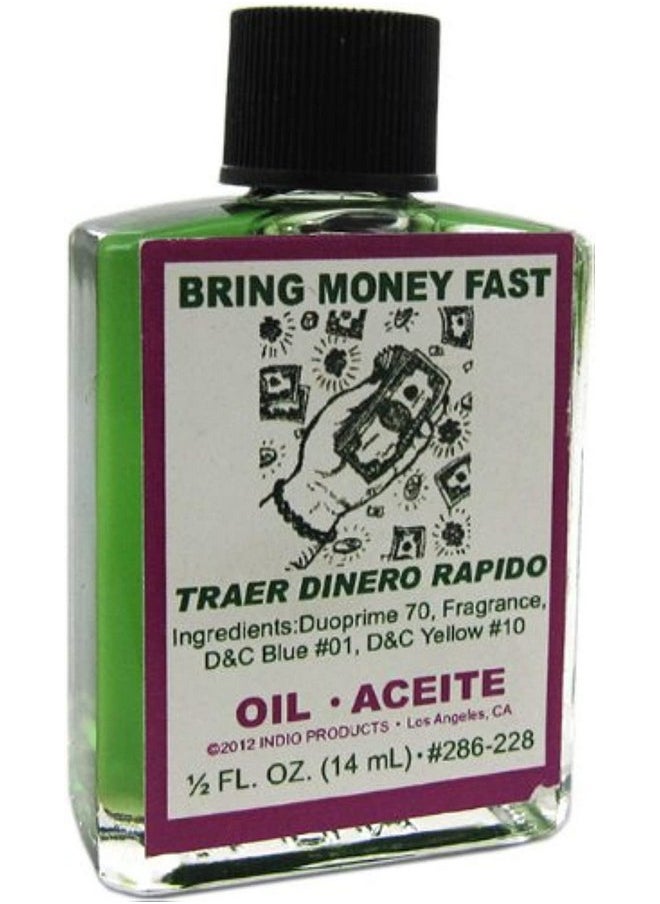 BRING MONEY FAST
TRAER DINERO RAPIDO
Ingredients:Duoprime 70, Fragrance,
D&C Blue #01, D&C Yellow #10
OIL • ACEITE
©2012 INDIO PRODUCTS • Los Angeles, CA
½ FL. OZ. (14 mL) • #286-228